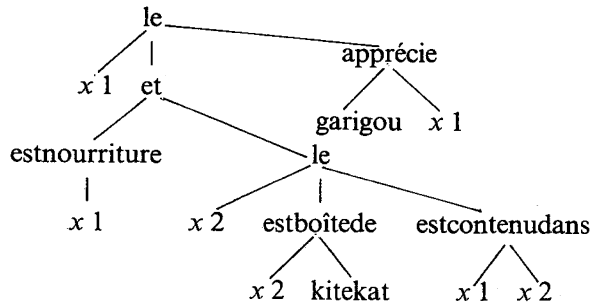 le
apprécie
x 1 et
garigou x 1
estnourriture le
x 1 x 2 estboîtede estcontenudans
x 2 kitekat x 1 x 2